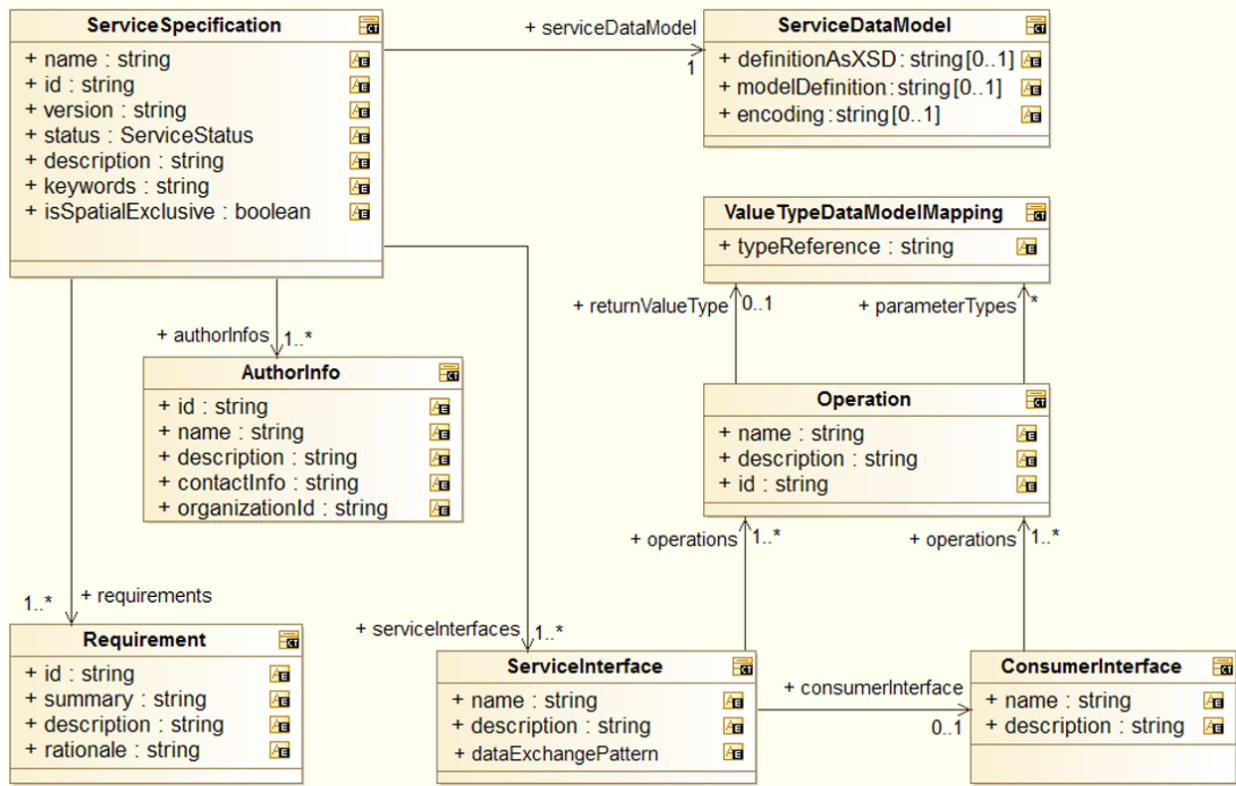 ServiceSpecification
+ name : string
+ id : string
+ version : string
+ status : ServiceStatus
+ description : string
+ keywords : string
+ isSpatialExclusive : boolean
+ serviceDataModel
1
ServiceDataModel
+ definitionAsXSD : string [0..1]
+ modelDefinition : string [0..1]
+ encoding : string [0..1]
ValueTypeDataModelMapping
+ typeReference : string
+ returnValueType 0..1
+ parameterTypes *
+ authorInfos 1..*
AuthorInfo
+ id : string
+ name : string
+ description : string
+ contactInfo : string
+ organizationId : string
Operation
+ name : string
+ description : string
+ id : string
+ operations 1..*
+ operations 1..*
+ requirements
1..*
Requirement
+ id : string
+ summary : string
+ description : string
+ rationale : string
+ serviceInterfaces 1..*
ServiceInterface
+ name : string
+ description : string
+ dataExchangePattern
+ consumerInterface
0..1
ConsumerInterface
+ name : string
+ description : string